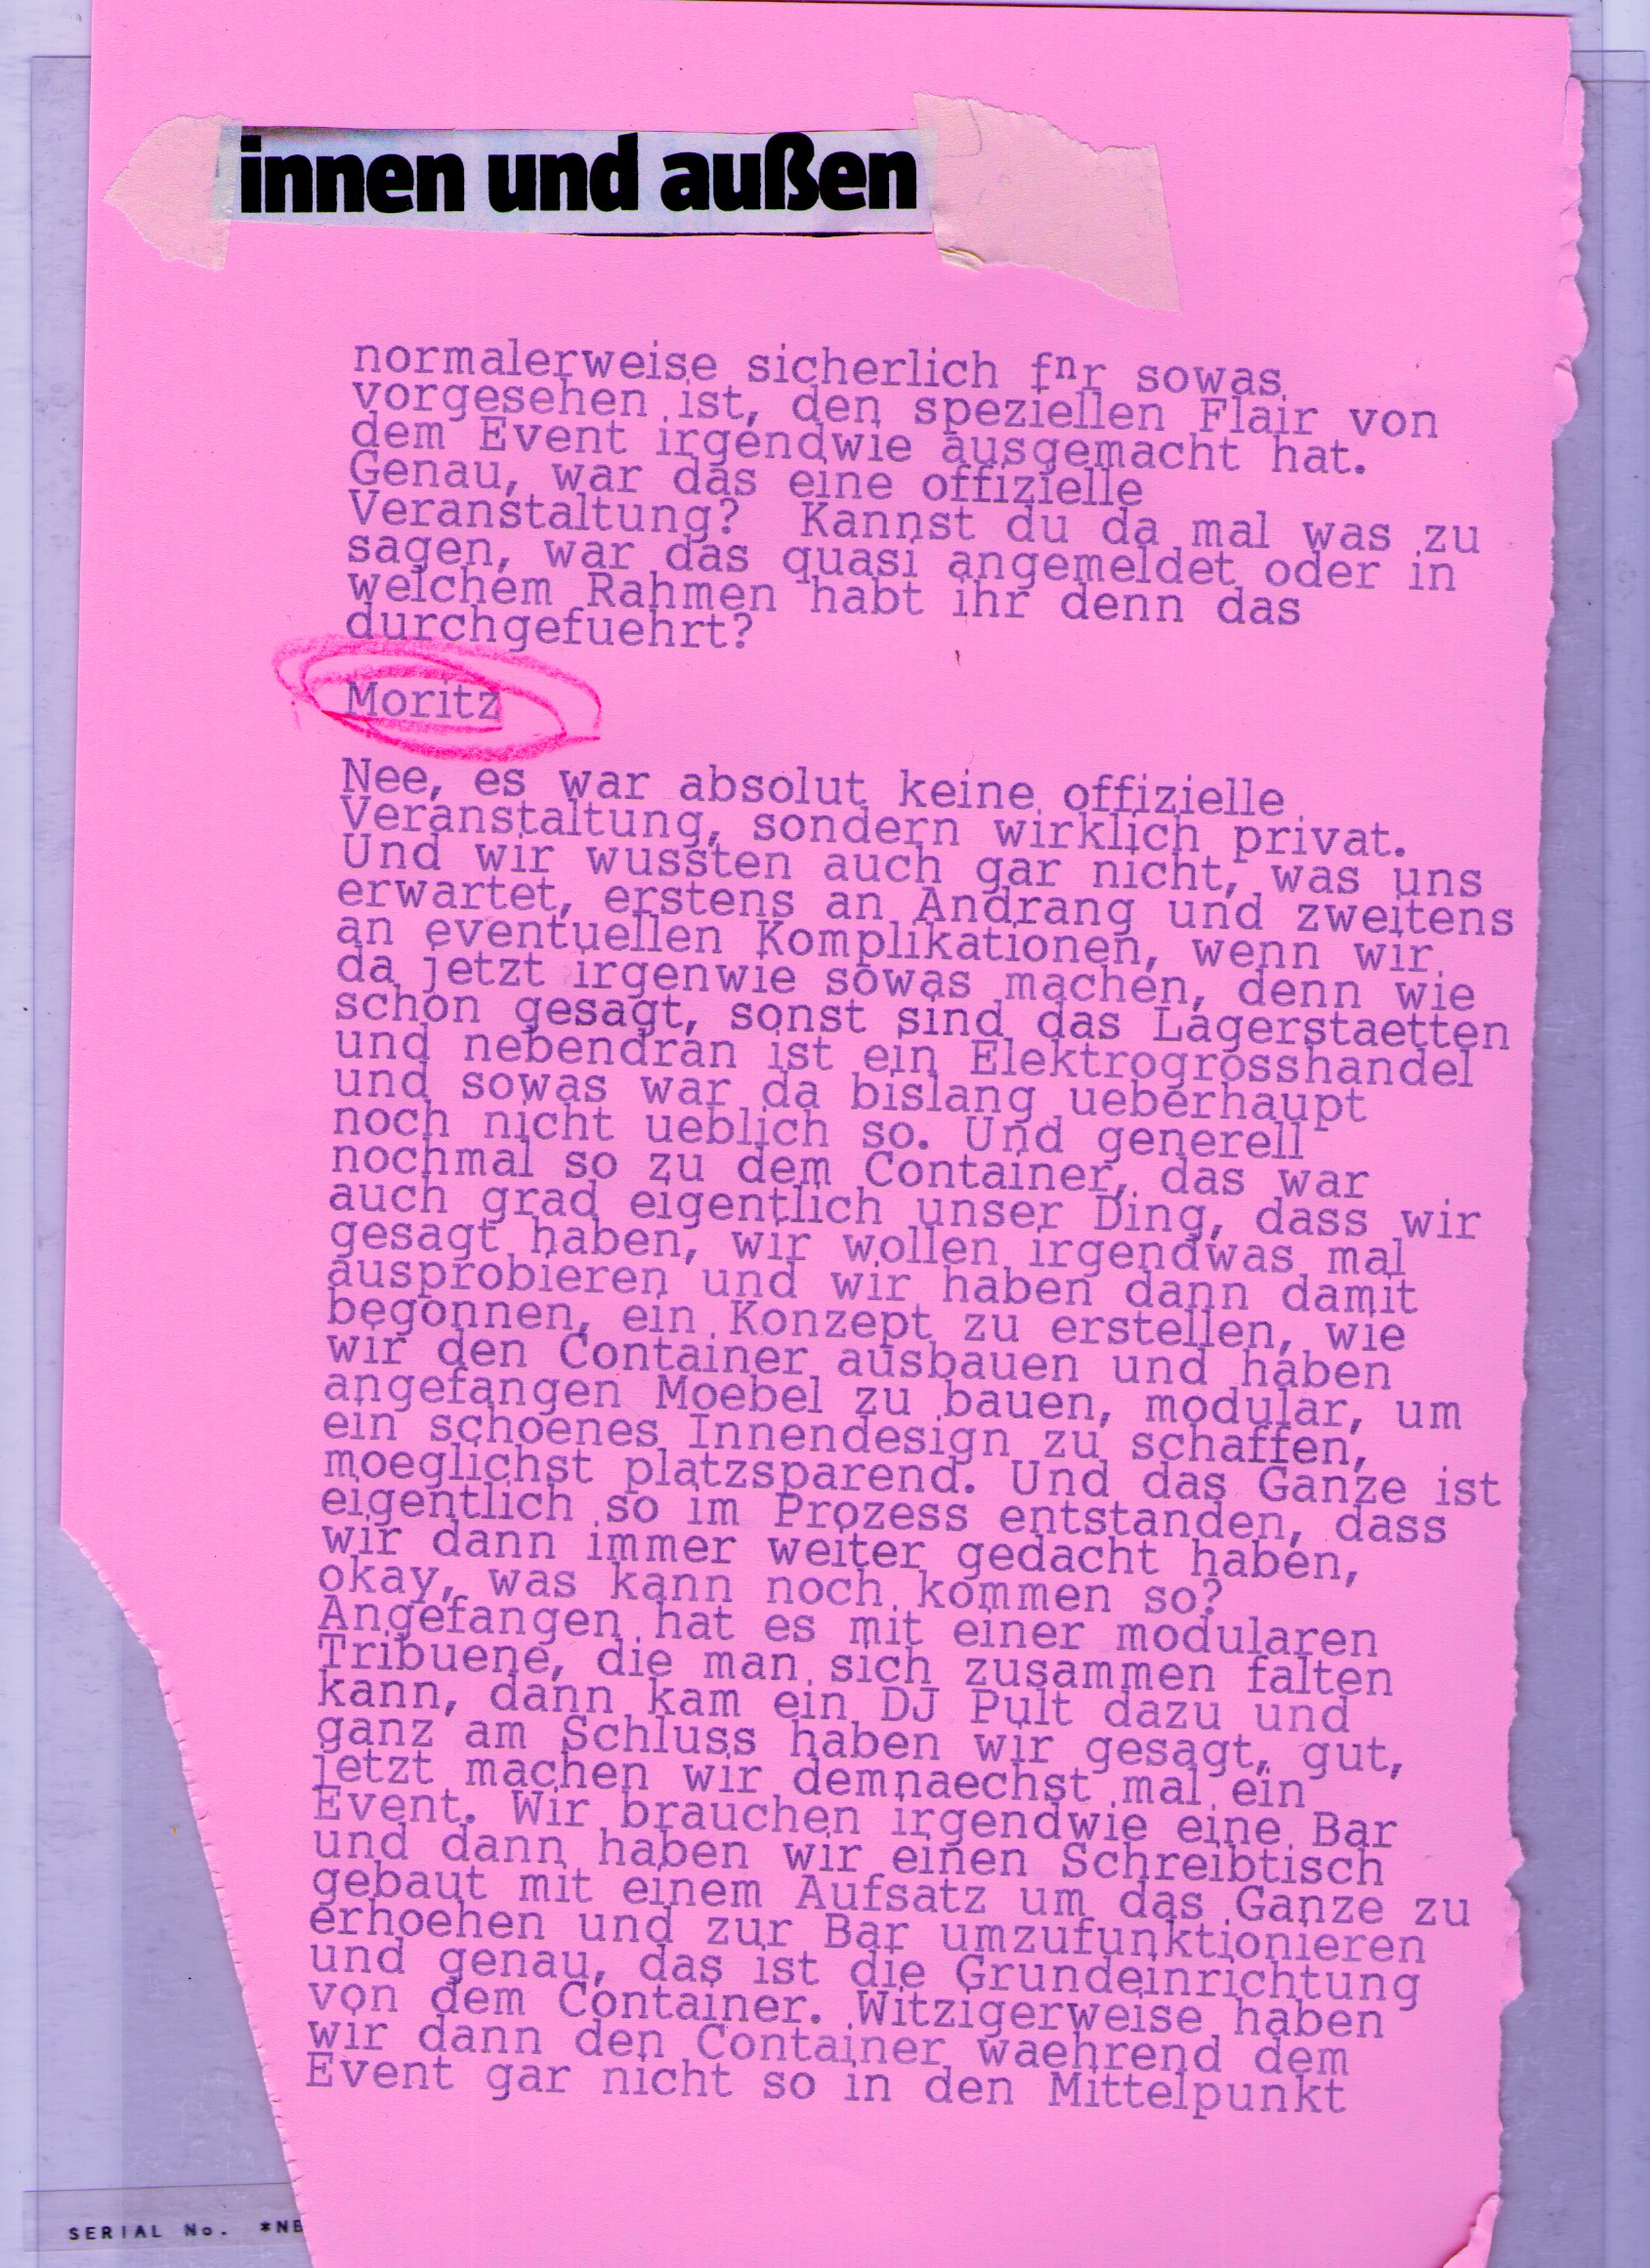 innen und außen
normalerweise sicherlich fnr sowas
vorgesehen ist, den speziellen Flair von
dem Event irgendwie ausgemacht hat.
Genau, war das eine offizielle
Veranstaltung? Kannst du da mal was zu
sagen, war das quasi angemeldet oder in
welchem Rahmen habt ihr denn das
durchgefuehrt?
Moritz
Nee, es war absolut keine offizielle
Veranstaltung, sondern wirklich privat.
Und wir wussten auch gar nicht, was uns
erwartet, erstens an Andrang und zweitens
an eventuellen Komplikationen, wenn wir
da jetzt irgenwie sowas machen, denn wie
schon gesagt, sonst sind das Lagerstaetten
und nebendran ist ein Elektrogrosshandel
und sowas war da bislang ueberhaupt
noch nicht ueblich so. Und generell
nochmal so zu dem Container, das war
auch grad eigentlich unser Ding, dass wir
gesagt haben, wir wollen irgendwas mal
ausprobieren und wir haben dann damit
begonnen, ein Konzept zu erstellen, wie
wir den Container ausbauen und haben
angefangen Moebel zu bauen, modular, um
ein schoenes Innendesign zu schaffen,
moeglichst platzsparend. Und das Ganze ist
eigentlich so im Prozess entstanden, dass
wir dann immer weiter gedacht haben,
okay, was kann noch kommen so?
Angefangen hat es mit einer modularen
Tribuene, die man sich zusammen falten
kann, dann kam ein DJ Pult dazu und
ganz am Schluss haben wir gesagt, gut,
jetzt machen wir demnaechst mal ein
Event. Wir brauchen irgendwie eine Bar
und dann haben wir einen Schreibtisch
gebaut mit einem Aufsatz um das Ganze zu
erhoehen und zur Bar umzufunktionieren
und genau, das ist die Grundeinrichtung
von dem Container. Witzigerweise haben
wir dann den Container waehrend dem
Event gar nicht so in den Mittelpunkt
SERIAL No. *NB